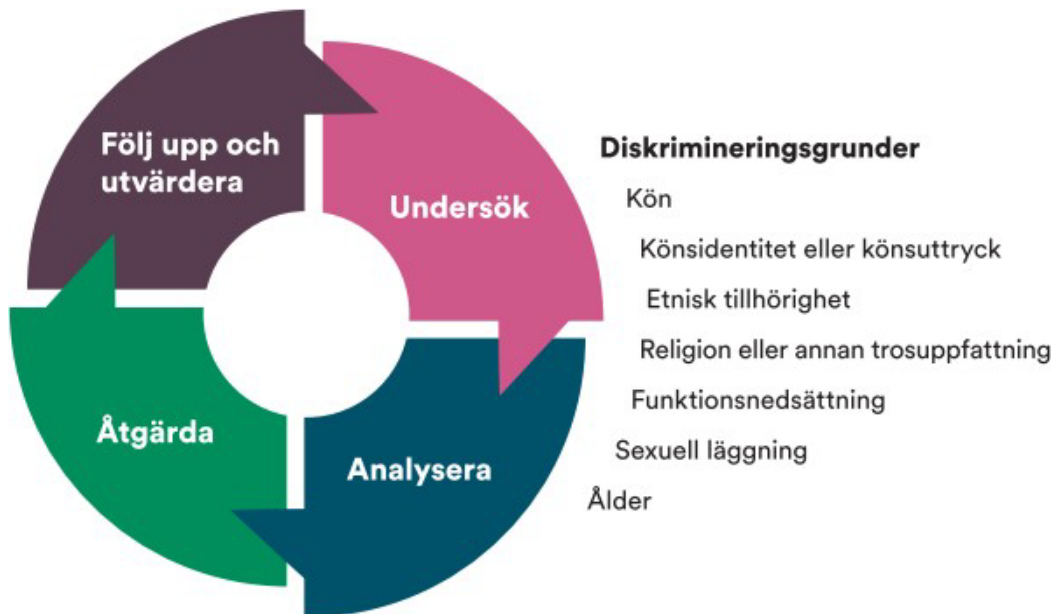 Följ upp och
utvärdera
Undersök
Åtgärda
Analysera
Diskrimineringsgrunder
Kön
Könsidentitet eller könsuttryck
Etnisk tillhörighet
Religion eller annan trosuppfattning
Funktionsnedsättning
Sexuell läggning
Ålder